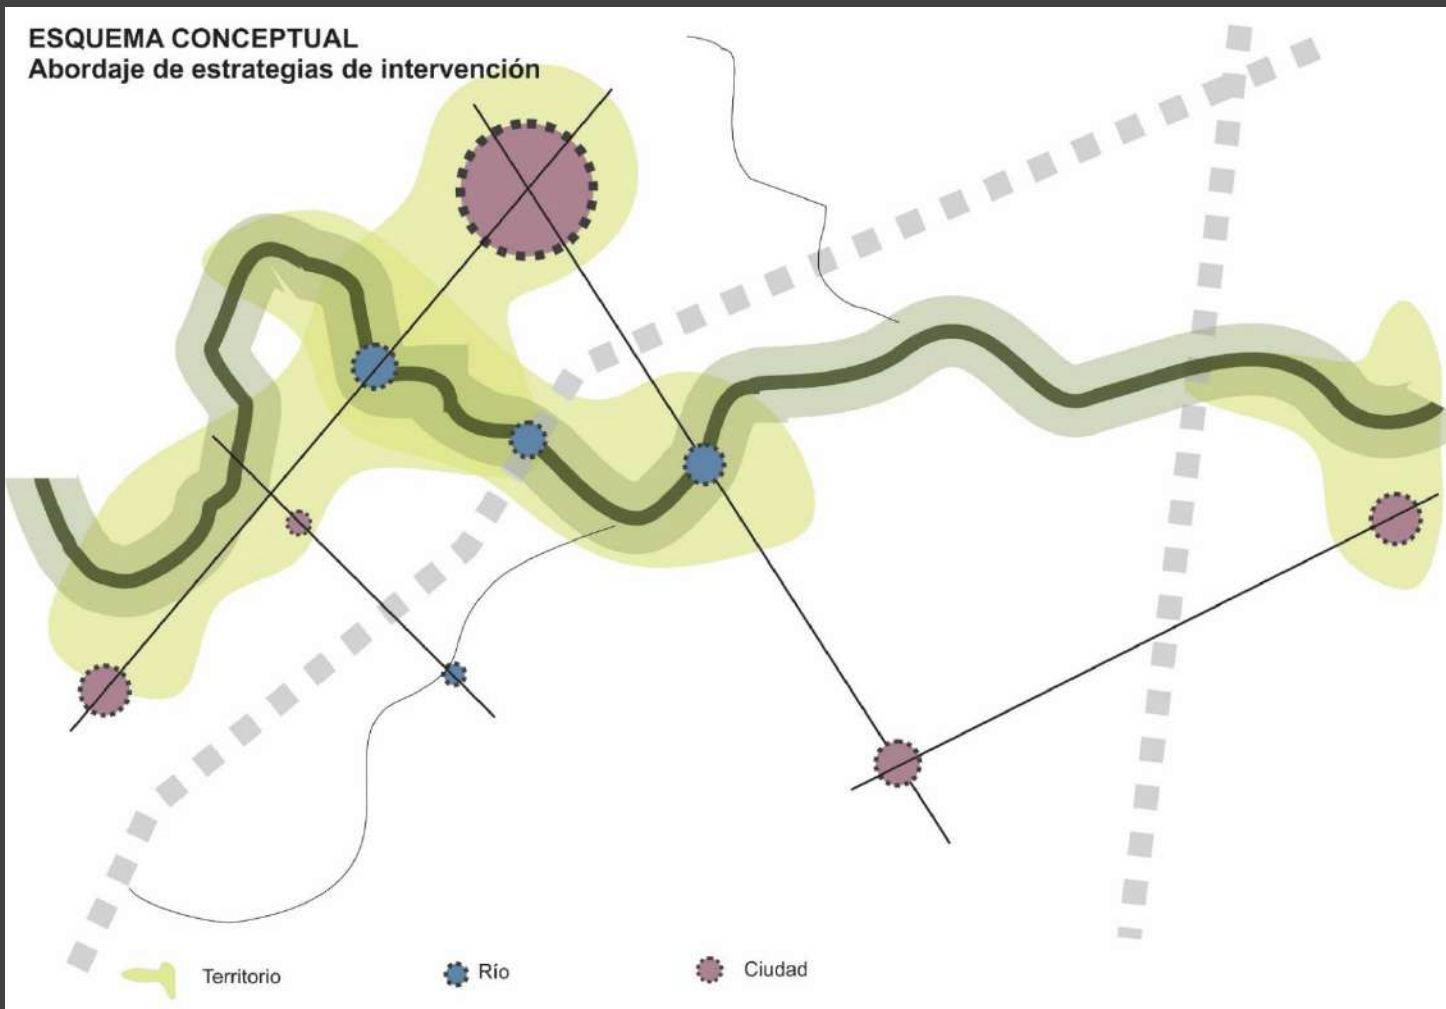 ESQUEMA CONCEPTUAL
Abordaje de estrategias de intervención
Territorio
Río
Ciudad